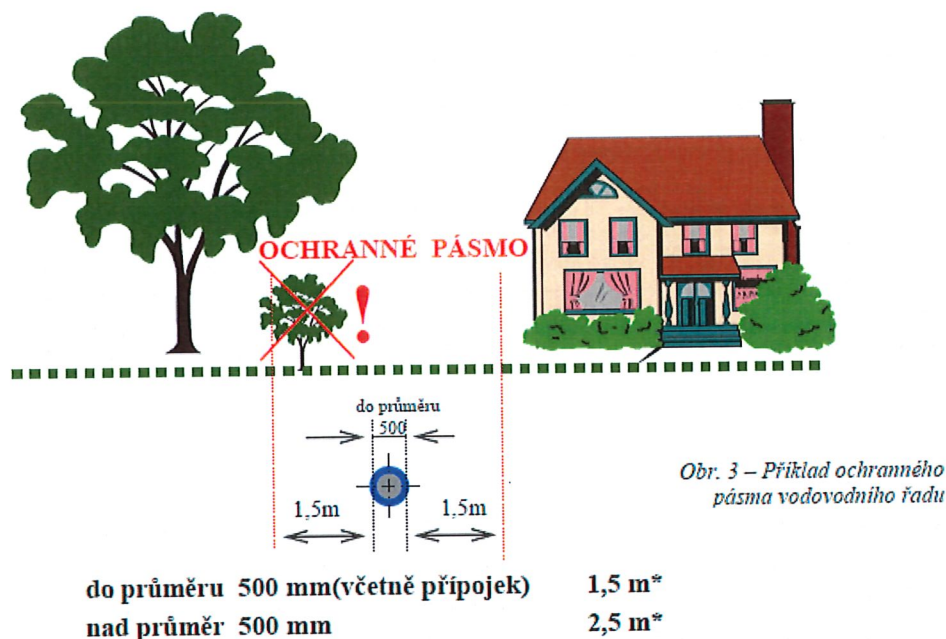 OCHRANNÉ PÁSMO
!
do průměru
500
1,5m 1,5m
Obr. 3 – Příklad ochranného
pásma vodovodního řadu
do průměru 500 mm(včetně přípojek) 1,5 m*
nad průměr 500 mm 2,5 m*